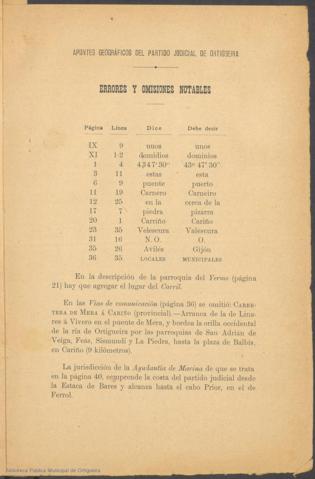 APUNTES GEOGRÁFICOS DEL PARTIDO JUDICIAL DE ORTIGUEIRA
ERRORES Y OMISIONES NOTABLES
Página Línea Dice Debe decir
IX 9 unos unos
XI 1-2 domidios dominios
1 4 4,347'30" 43º 47' 30"
3 11 estas esta
6 9 puente puerto
11 19 Carnero Carneiro
12 25 en la cerca de la
17 7 piedra pizarra
20 1 Carriño Cariño
23 35 Velescura Valescura
31 16 N. O. O.
35 26 Avilés Gijón
36 35 LOCALES MUNICIPALES
En la descripción de la parroquia del Fermo (página
21) hay que agregar el lugar del Carril.
En las Vías de comunicación (página 36) se omitió: CARRE-
TERA DE MERA Á CARIÑO (provincial).—Arranca de la de Lina-
res á Vivero en el puente de Mera, y bordea la orilla occidental
de la ría de Ortigueira por las parroquias de San Adrián de
Veiga, Feás, Sismundi y La Piedra, hasta la plaza de Balbís,
en Cariño (9 kilómetros).
La jurisdicción de la Ayudantía de Marina de que se trata
en la página 40, comprende la costa del partido judicial desde
la Estaca de Bares y alcanza hasta el cabo Prior, en el de
Ferrol.
Biblioteca Pública Municipal de Ortigueira